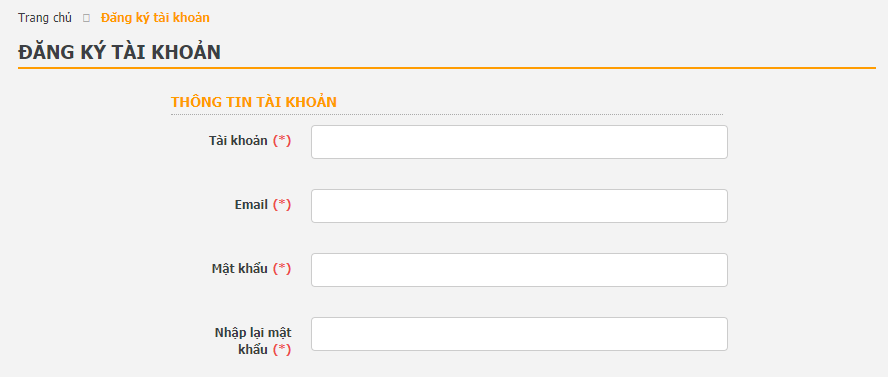 Trang chủ Đăng ký tài khoản
ĐĂNG KÝ TÀI KHOẢN
THÔNG TIN TÀI KHOẢN
Tài khoản (*)
Email (*)
Mật khẩu (*)
Nhập lại mật
khẩu (*)